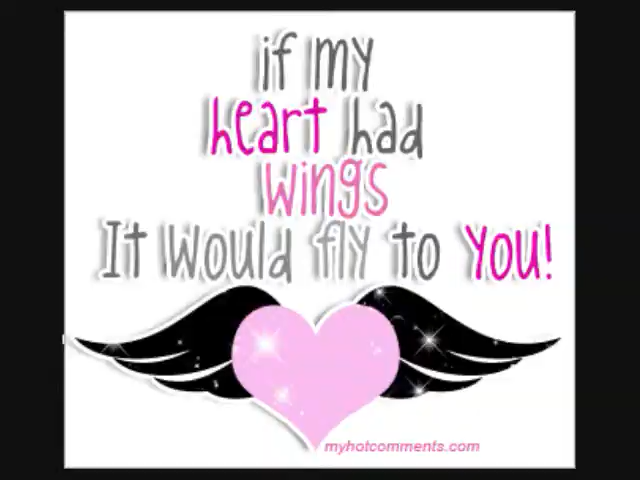 if my
heart had
wings
It would fly to you!
myhotcomments.com